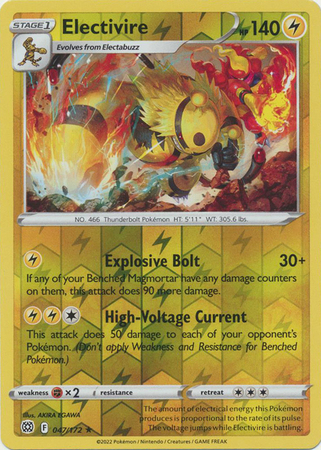 STAGE 1 Electivire HP 140
Evolves from Electabuzz
NO. 466 Thunderbolt Pokémon HT: 5'11" WT: 305.6 lbs.
Explosive Bolt 30+
If any of your Benched Magmortar have any damage counters
on them, this attack does 90 more damage.
High-Voltage Current
This attack does 50 damage to each of your opponent's
Pokémon. (Don't apply Weakness and Resistance for Benched
Pokémon.)
weakness ×2 resistance retreat
Illus. AKIRA EGAWA
F 047/172 ★
The amount of electrical energy this Pokémon
produces is proportional to the rate of its pulse.
The voltage jumps while Electivire is battling.
©2022 Pokémon / Nintendo / Creatures / GAME FREAK